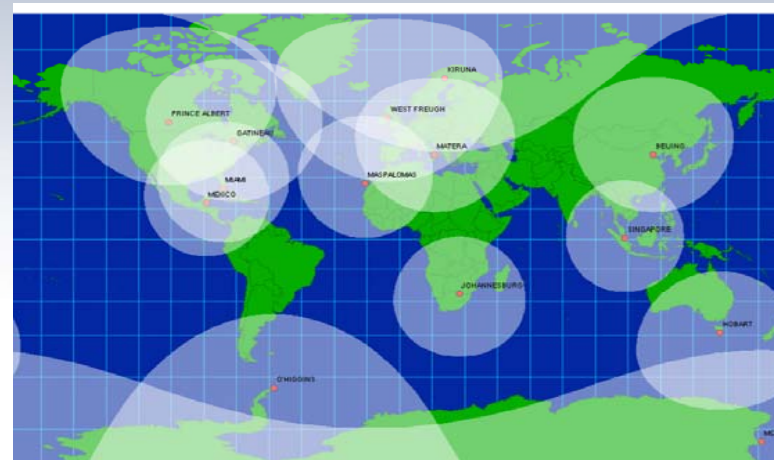 KIRUNA
PRINCE ALBERT
WEST FREUGH
GATINEAU
MATERA
BEIJING
MASPALOMAS
MIAMI
MEXICO
SINGAPORE
JOHANNESBURG
HOBART
O'HIGGINS